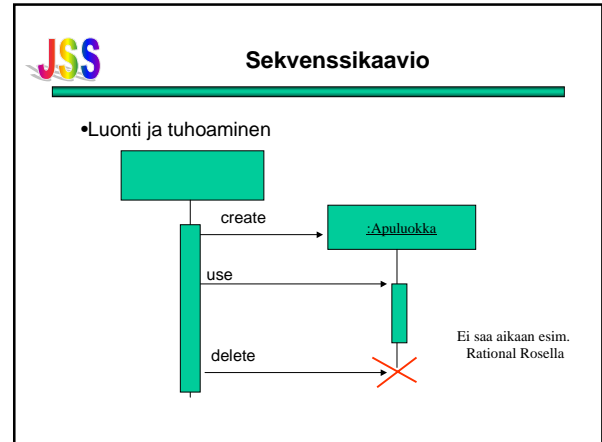 JSS
Sekvenssikaavio
•Luonti ja tuhoaminen
create
:Apuluokka
use
Ei saa aikaan esim.
Rational Rosella
delete